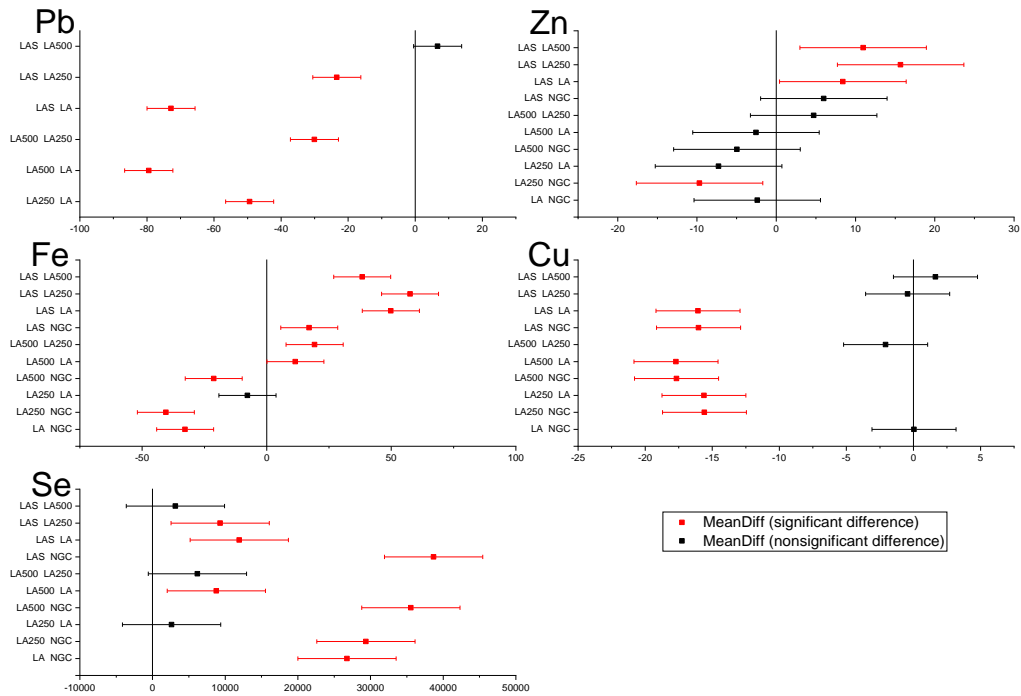 Pb
LAS LA500
LAS LA250
LAS LA
LA500 LA250
LA500 LA
LA250 LA
-100 -80 -60 -40 -20 0 20
Zn
LAS LA500
LAS LA250
LAS LA
LAS NGC
LA500 LA250
LA500 LA
LA500 NGC
LA250 LA
LA250 NGC
LA NGC
-20 -10 0 10 20 30
Fe
LAS LA500
LAS LA250
LAS LA
LAS NGC
LA500 LA250
LA500 LA
LA500 NGC
LA250 LA
LA250 NGC
LA NGC
-50 0 50 100
Cu
LAS LA500
LAS LA250
LAS LA
LAS NGC
LA500 LA250
LA500 LA
LA500 NGC
LA250 LA
LA250 NGC
LA NGC
-25 -20 -15 -10 -5 0 5
Se
LAS LA500
LAS LA250
LAS LA
LAS NGC
LA500 LA250
LA500 LA
LA500 NGC
LA250 LA
LA250 NGC
LA NGC
-10000 0 10000 20000 30000 40000 50000
MeanDiff (significant difference)
MeanDiff (nonsignificant difference)